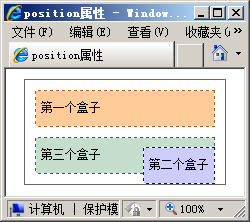 position属性 - Window...
文件(F) 编辑(E) 查看(V) 收藏夹(
position属性
第一个盒子
第三个盒子
第二个盒子
计算机 | 保护模
100%